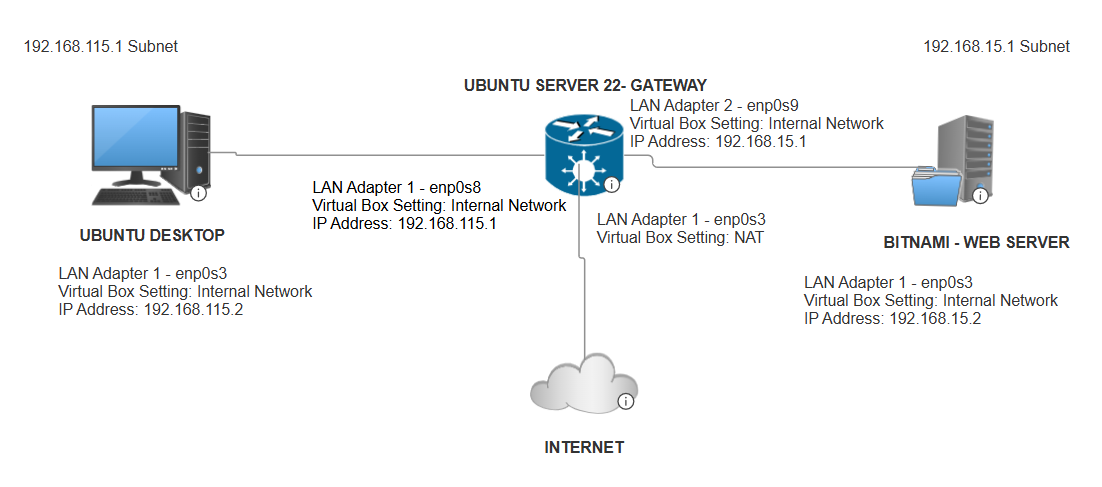 192.168.115.1 Subnet
192.168.15.1 Subnet
UBUNTU SERVER 22- GATEWAY
LAN Adapter 2 - enp0s9
Virtual Box Setting: Internal Network
IP Address: 192.168.15.1
LAN Adapter 1 - enp0s8
Virtual Box Setting: Internal Network
IP Address: 192.168.115.1
LAN Adapter 1 - enp0s3
Virtual Box Setting: NAT
UBUNTU DESKTOP
LAN Adapter 1 - enp0s3
Virtual Box Setting: Internal Network
IP Address: 192.168.115.2
BITNAMI - WEB SERVER
LAN Adapter 1 - enp0s3
Virtual Box Setting: Internal Network
IP Address: 192.168.15.2
INTERNET